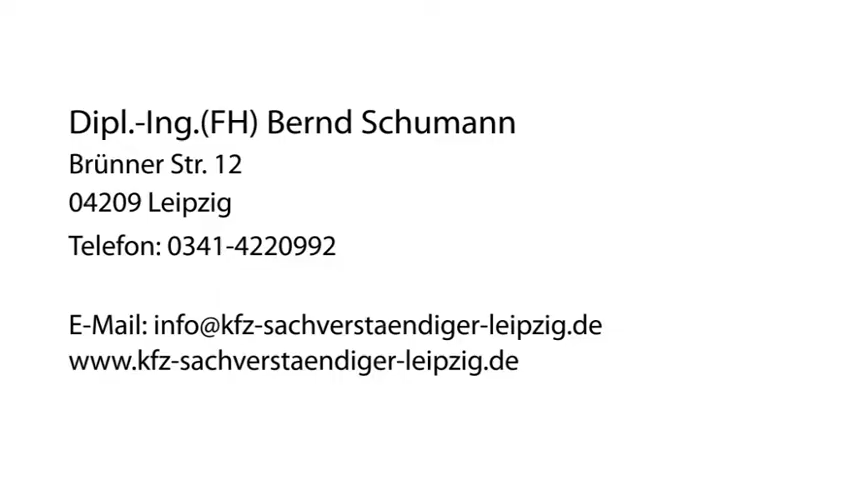 Dipl.-Ing.(FH) Bernd Schumann
Brünner Str. 12
04209 Leipzig
Telefon: 0341-4220992
E-Mail: info@kfz-sachverstaendiger-leipzig.de
www.kfz-sachverstaendiger-leipzig.de